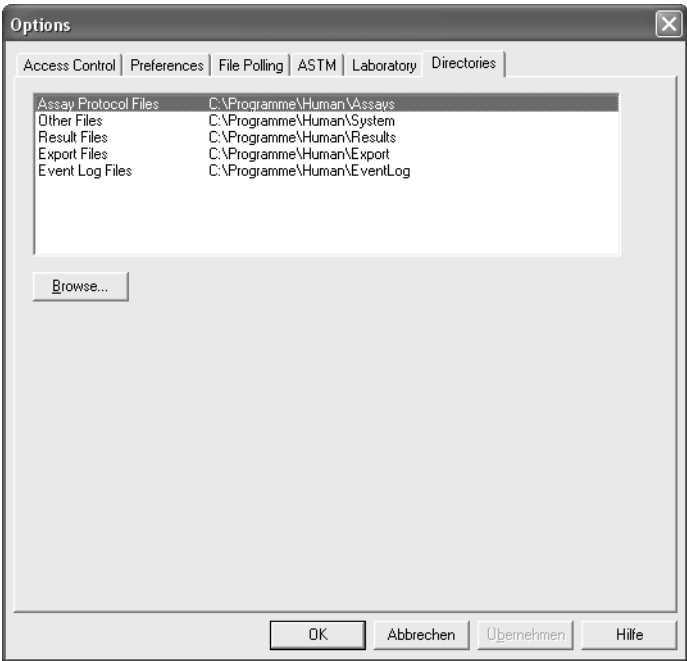 Options
Access Control Preferences File Polling ASTM Laboratory Directories
Assay Protocol Files C:\Programme\Human\Assays
Other Files C:\Programme\Human\System
Result Files C:\Programme\Human\Results
Export Files C:\Programme\Human\Export
Event Log Files C:\Programme\Human\EventLog
Browse...
OK Abbrechen Übernehmen Hilfe